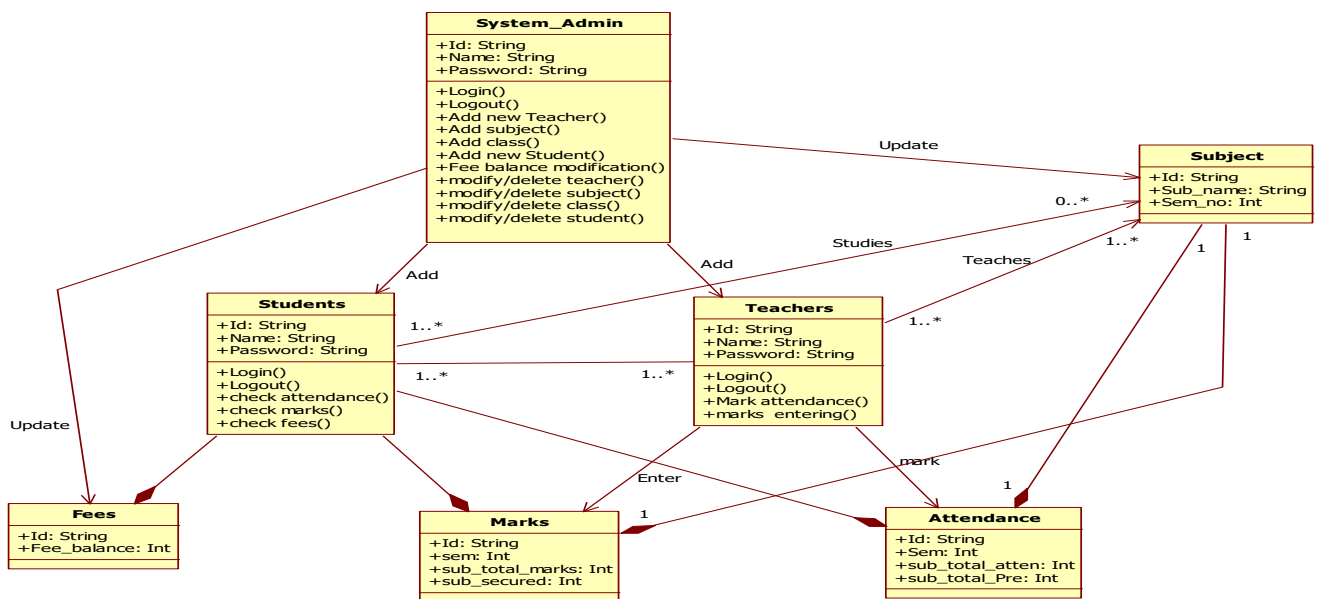 System_Admin
+Id: String
+Name: String
+Password: String
+Login()
+Logout()
+Add new Teacher()
+Add subject()
+Add class()
+Add new Student()
+Fee balance modification()
+modify/delete teacher()
+modify/delete subject()
+modify/delete class()
+modify/delete student()
Update
Subject
+Id: String
+Sub_name: String
+Sem_no: Int
0..*
Studies
1..*
1
1
Teaches
Add
Add
Students
+Id: String
+Name: String
+Password: String
+Login()
+Logout()
+check attendance()
+check marks()
+check fees()
1..*
1..*
1..*
Teachers
+Id: String
+Name: String
+Password: String
+Login()
+Logout()
+Mark attendance()
+marks  entering()
1..*
Update
Enter
mark
1
1
Fees
+Id: String
+Fee_balance: Int
Marks
+Id: String
+sem: Int
+sub_total_marks: Int
+sub_secured: Int
Attendance
+Id: String
+Sem: Int
+sub_total_atten: Int
+sub_total_Pre: Int